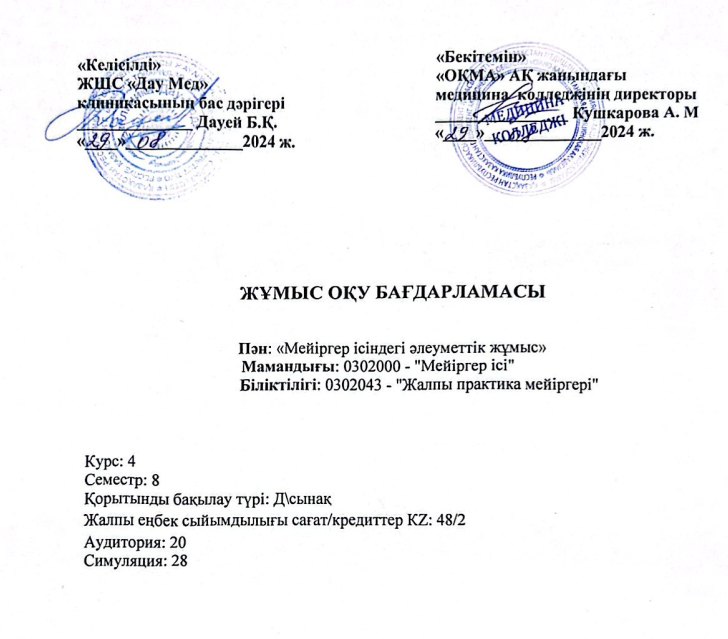 «Келісілді»
ЖШС «Дау Мед»
клиникасының бас дәрігері
Дауей Б.Қ.
«29» 08 2024 ж.
«Бекітемін»
«ОҚМА» АҚ жанындағы
медицина колледжінің директоры
МЕДИЦИНА
КОЛЛЕДЖІ
Кушкарова А. М
«29» 2024 ж.
ЖҰМЫС ОҚУ БАҒДАРЛАМАСЫ
Пән: «Мейіргер ісіндегі әлеуметтік жұмыс»
Мамандығы: 0302000 - "Мейіргер ісі"
Біліктілігі: 0302043 - "Жалпы практика мейіргері"
Курс: 4
Семестр: 8
Қорытынды бақылау түрі: Д\сынақ
Жалпы еңбек сыйымдылығы сағат/кредиттер KZ: 48/2
Аудитория: 20
Симуляция: 28